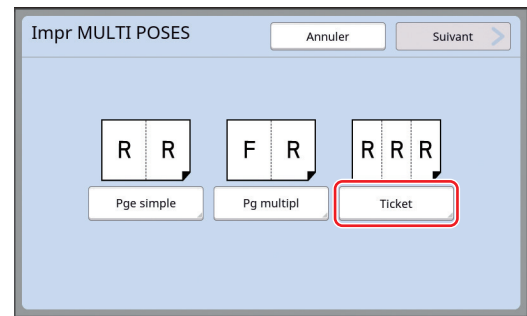 Impr MULTI POSES
Annuler
Suivant
R R
F R
R R R
Pge simple
Pg multipl
Ticket